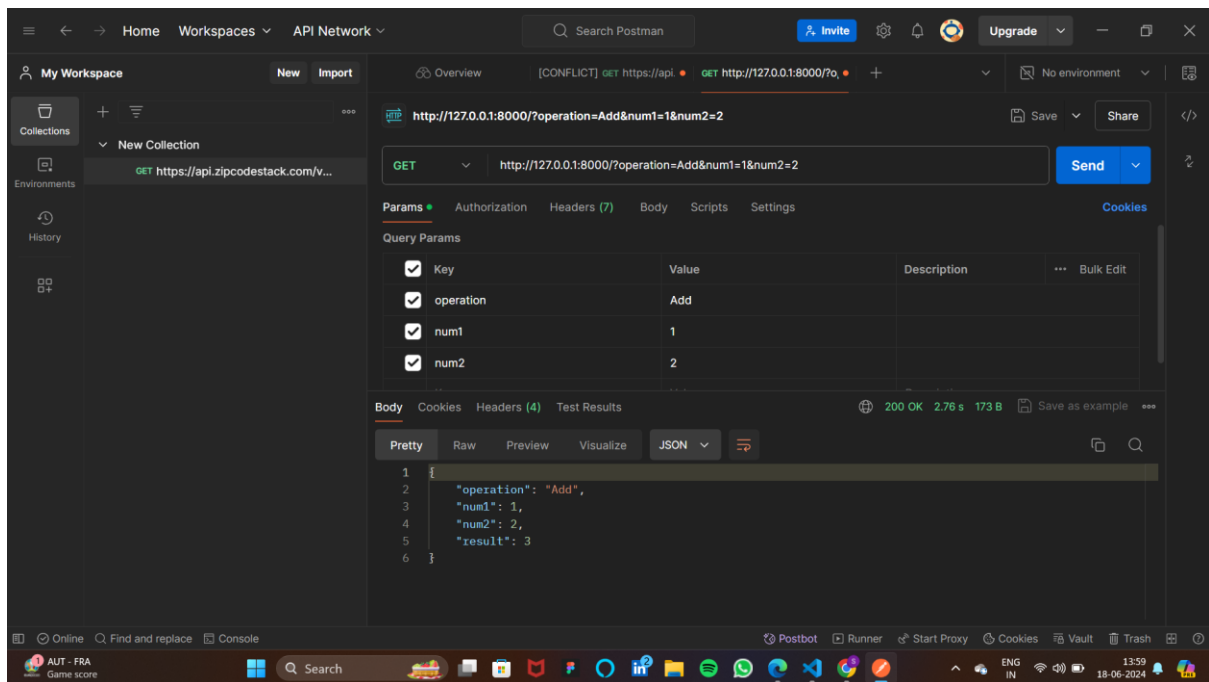 Home Workspaces API Network Search Postman Invite Upgrade
My Workspace New Import Overview [CONFLICT] GET https://api. GET http://127.0.0.1:8000/?o, + No environment
Collections
Environments
History
New Collection
GET https://api.zipcodestack.com/v...
HTTP http://127.0.0.1:8000/?operation=Add&num1=1&num2=2 Save Share
GET http://127.0.0.1:8000/?operation=Add&num1=1&num2=2 Send
Params Authorization Headers (7) Body Scripts Settings Cookies
Query Params
Key Value Description Bulk Edit
operation Add
num1 1
num2 2
Body Cookies Headers (4) Test Results 200 OK 2.76 s 173 B Save as example
Pretty Raw Preview Visualize JSON
1 {
2 "operation": "Add",
3 "num1": 1,
4 "num2": 2,
5 "result": 3
6 }
Online Find and replace Console Postbot Runner Start Proxy Cookies Vault Trash
AUT - FRA
Game score
1
Search
2
ENG
IN
13:59
18-06-2024